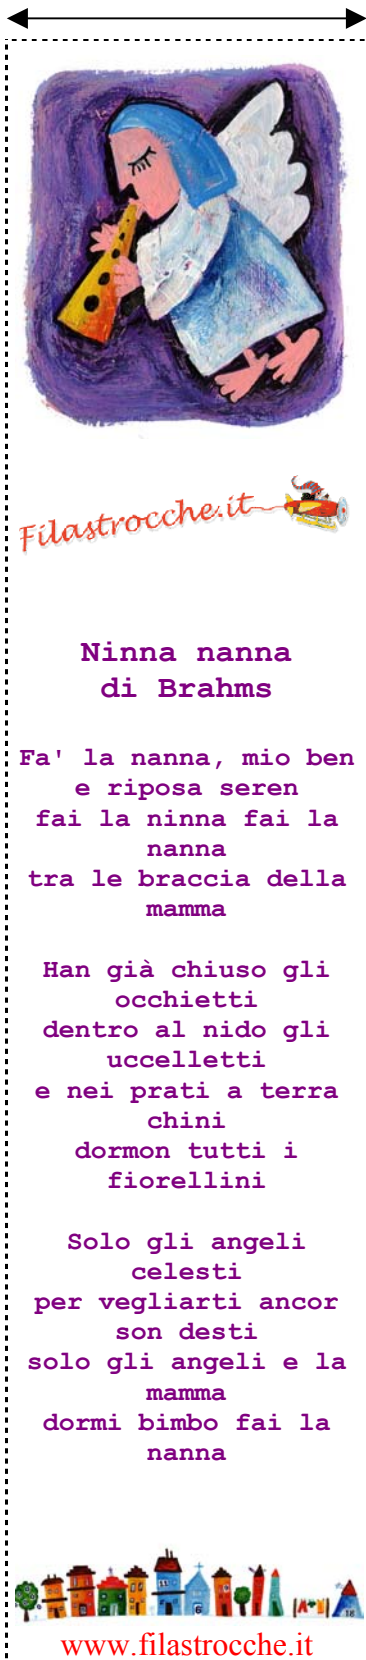 Filastrocche.it
Ninna nanna
di Brahms
Fa' la nanna, mio ben
e riposa seren
fai la ninna fai la
nanna
tra le braccia della
mamma
Han già chiuso gli
occhietti
dentro al nido gli
uccelletti
e nei prati a terra
chini
dormon tutti i
fiorellini
Solo gli angeli
celesti
per vegliarti ancor
son desti
solo gli angeli e la
mamma
dormi bimbo fai la
nanna
www.filastrocche.it